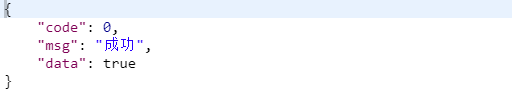 {
    "code": 0,
    "msg": "成功",
    "data": true
}